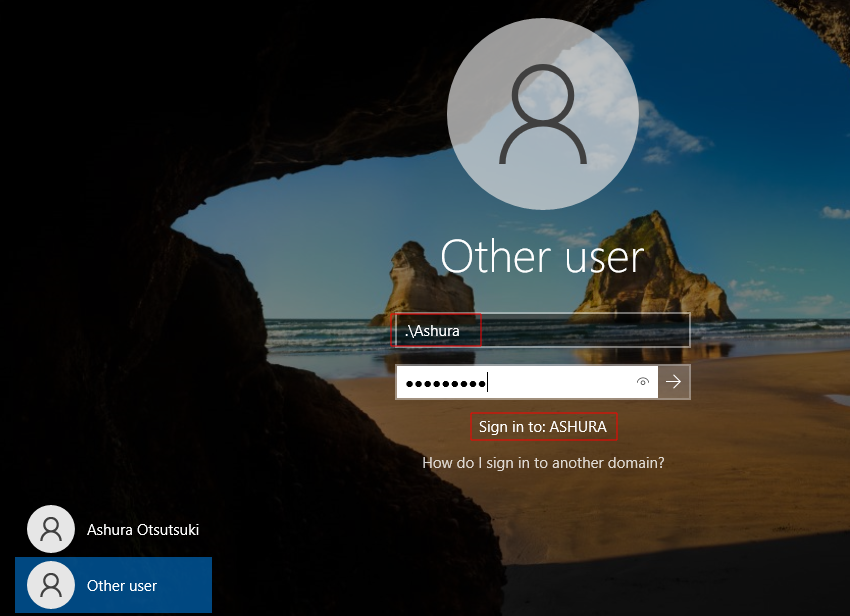 Other user
.\Ashura
Sign in to: ASHURA
How do I sign in to another domain?
Ashura Otsutsuki
Other user